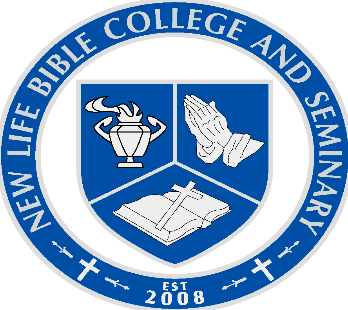 NEW LIFE BIBLE COLLEGE AND SEMINARY
EST
2008